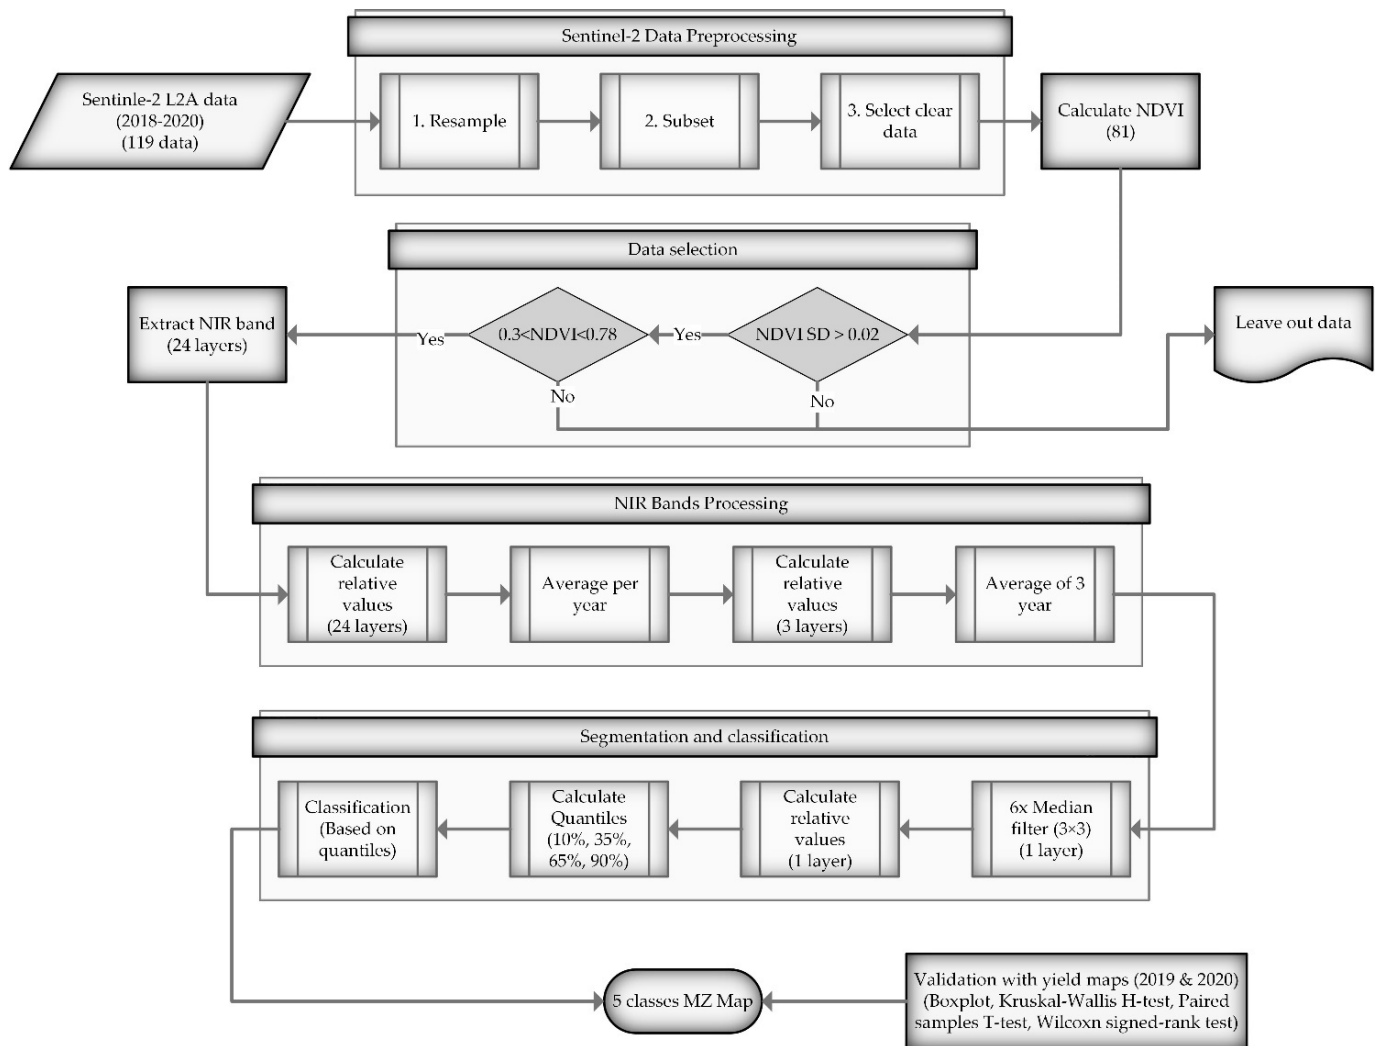 Sentinel-2 Data Preprocessing
Sentinle-2 L2A data
(2018-2020)
(119 data)
1. Resample
2. Subset
3. Select clear
data
Calculate NDVI
(81)
Data selection
Extract NIR band
(24 layers)
Yes
0.3<NDVI<0.78
Yes
NDVI SD > 0.02
Leave out data
No
No
NIR Bands Processing
Calculate
relative
values
(24 layers)
Average per
year
Calculate
relative
values
(3 layers)
Average of 3
year
Segmentation and classification
Classification
(Based on
quantiles)
Calculate
Quantiles
(10%, 35%,
65%, 90%)
Calculate
relative
values
(1 layer)
6x Median
filter (3×3)
(1 layer)
5 classes MZ Map
Validation with yield maps (2019 & 2020)
(Boxplot, Kruskal-Wallis H-test, Paired
samples T-test, Wilcoxn signed-rank test)